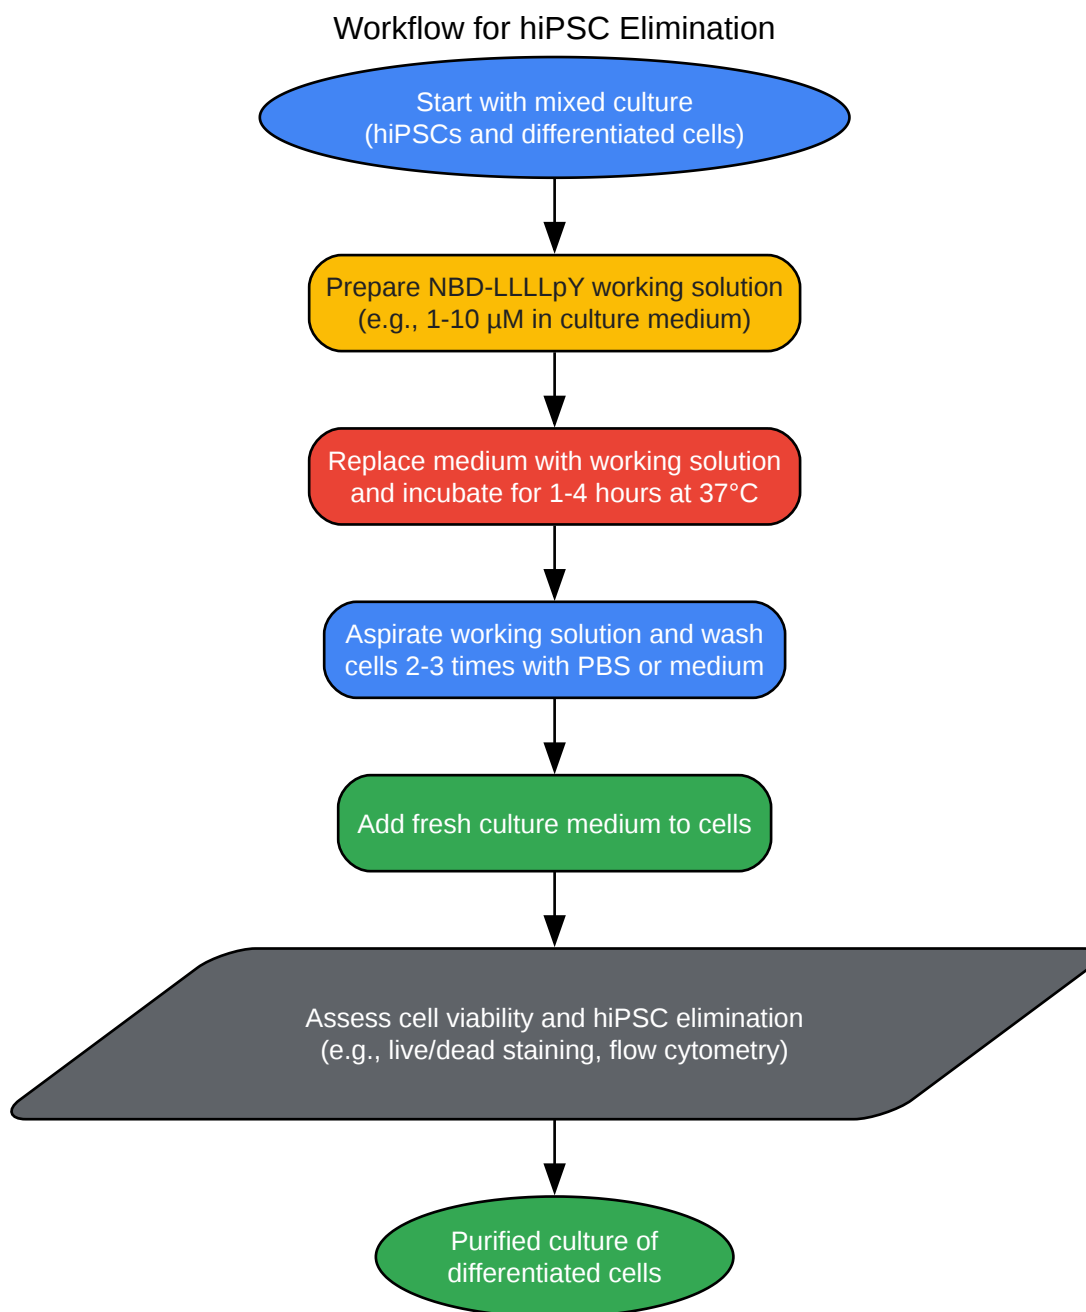 Workflow for hiPSC Elimination
Start with mixed culture
(hiPSCs and differentiated cells)
Prepare NBD-LLLLpY working solution
(e.g., 1-10 µM in culture medium)
Replace medium with working solution
and incubate for 1-4 hours at 37°C
Aspirate working solution and wash
cells 2-3 times with PBS or medium
Add fresh culture medium to cells
Assess cell viability and hiPSC elimination
(e.g., live/dead staining, flow cytometry)
Purified culture of
differentiated cells